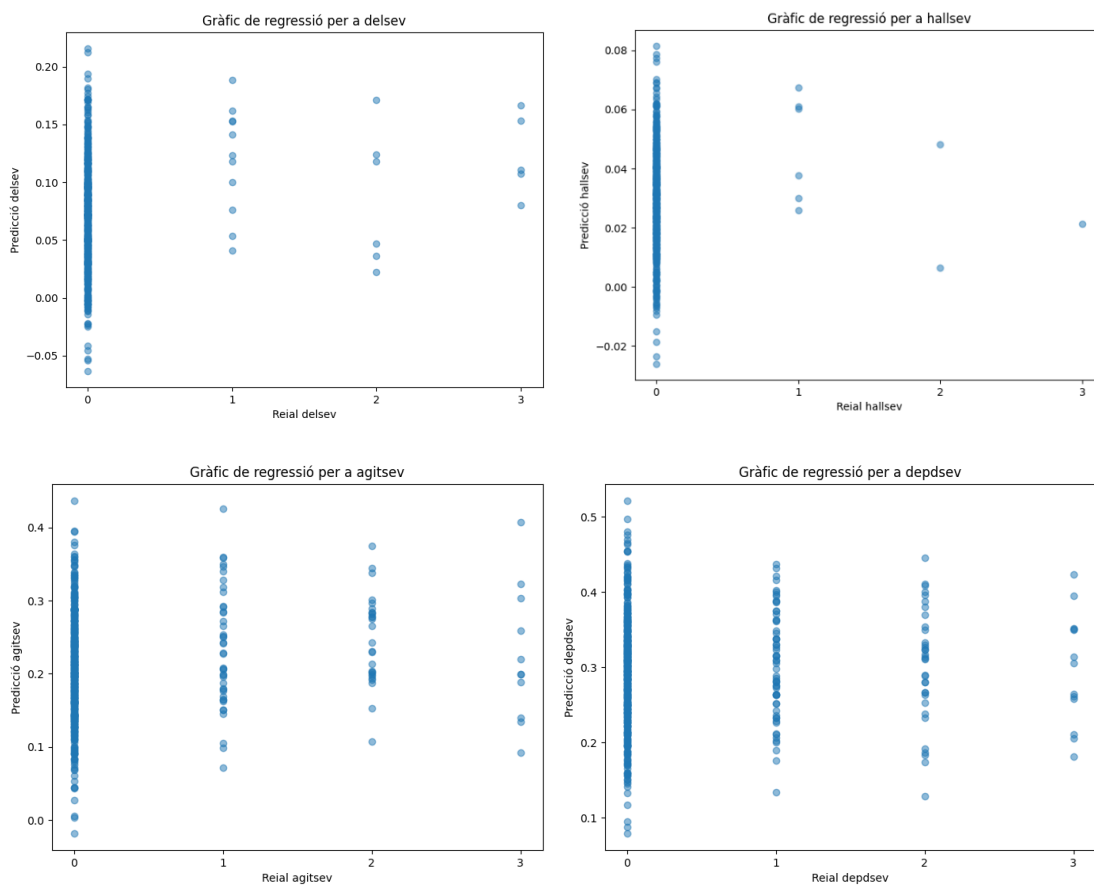 Gràfic de regressió per a delsev
Predicció delsev
0.20
0.15
0.10
0.05
0.00
−0.05
0 1 2 3
Reial delsev
Gràfic de regressió per a hallsev
Predicció hallsev
0.08
0.06
0.04
0.02
0.00
−0.02
0 1 2 3
Reial hallsev
Gràfic de regressió per a agitsev
Predicció agitsev
0.4
0.3
0.2
0.1
0.0
0 1 2 3
Reial agitsev
Gràfic de regressió per a depdsev
Predicció depdsev
0.5
0.4
0.3
0.2
0.1
0 1 2 3
Reial depdsev